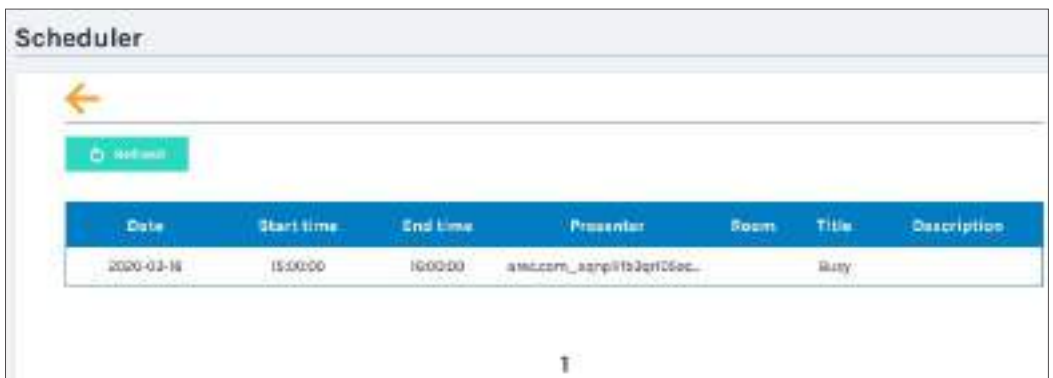 Scheduler
Refresh
Date Start time End time Presenter Room Title Description
2020-03-16 15:00:00 16:00:00 Busy
1